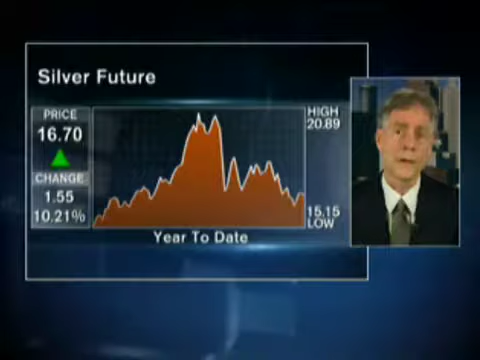 Silver Future
PRICE
16.70
CHANGE
1.55
10.21%
HIGH
20.89
15.15
LOW
Year To Date